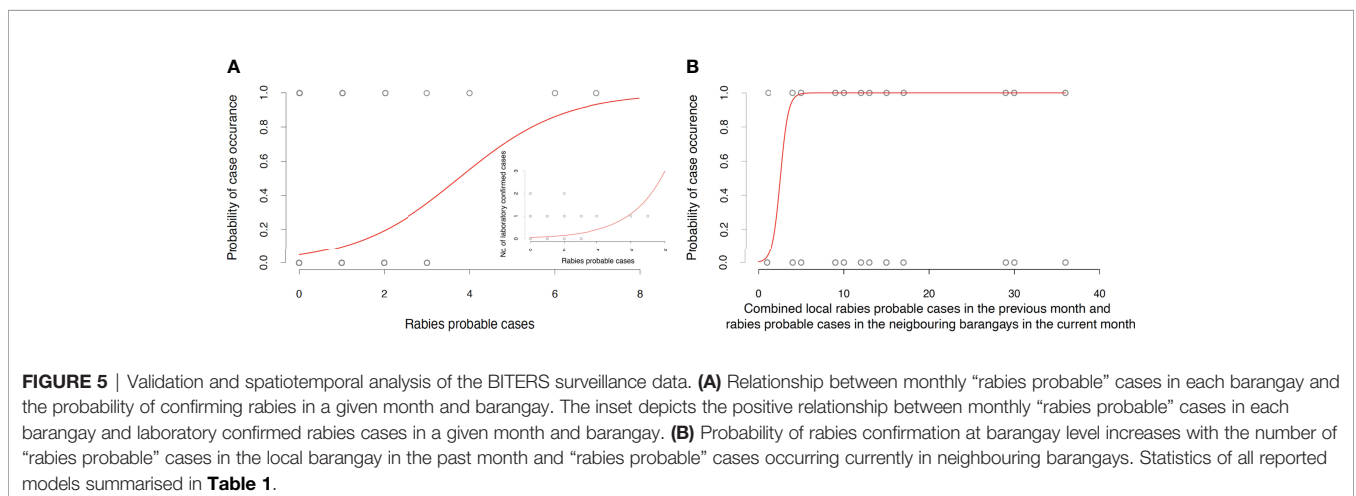 A
Probability of case occurance
0.0 0.2 0.4 0.6 0.8 1.0
0 2 4 6 8
Rabies probable cases
Nr. of laboratory confirmed cases
0 1 2 3
Rabies probable cases
B
Probability of case occurence
0.0 0.2 0.4 0.6 0.8 1.0
0 10 20 30 40
Combined local rabies probable cases in the previous month and
rabies probable cases in the neigbouring barangays in the current month
FIGURE 5 | Validation and spatiotemporal analysis of the BITERS surveillance data. (A) Relationship between monthly “rabies probable” cases in each barangay and
the probability of confirming rabies in a given month and barangay. The inset depicts the positive relationship between monthly “rabies probable” cases in each
barangay and laboratory confirmed rabies cases in a given month and barangay. (B) Probability of rabies confirmation at barangay level increases with the number of
“rabies probable” cases in the local barangay in the past month and “rabies probable” cases occurring currently in neighbouring barangays. Statistics of all reported
models summarised in Table 1.